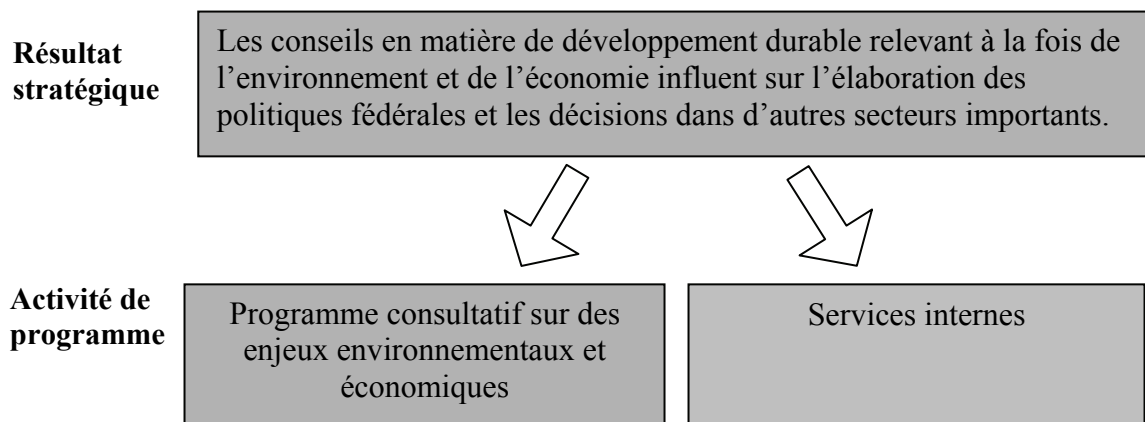 Résultat
stratégique
Les conseils en matière de développement durable relevant à la fois de
l’environnement et de l’économie influent sur l’élaboration des
politiques fédérales et les décisions dans d’autres secteurs importants.
Activité de
programme
Programme consultatif sur des
enjeux environnementaux et
économiques
Services internes